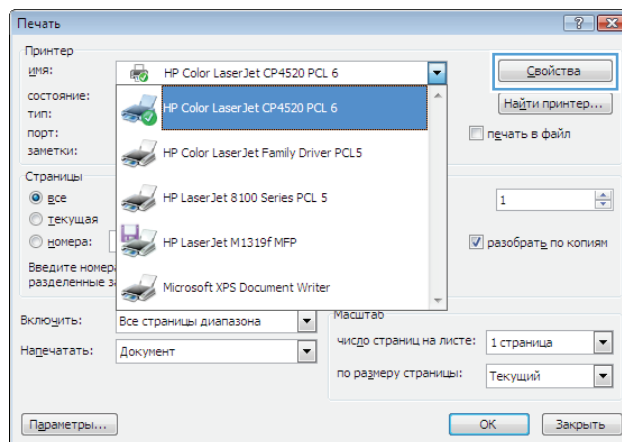 Печать
Принтер
имя:
HP Color LaserJet CP4520 PCL 6
Свойства
состояние:
HP Color LaserJet CP4520 PCL 6
Найти принтер...
тип:
порт:
HP Color LaserJet Family Driver PCL5
печать в файл
заметки:
Страницы
все
HP LaserJet 8100 Series PCL 5
1
текущая
номера:
HP LaserJet M1319f MFP
разобрать по копиям
Введите
разделенные
Microsoft XPS Document Writer
Включить:
Все страницы диапазона
Масштаб
число страниц на листе:
1 страница
Напечатать:
Документ
по размеру страницы:
Текущий
Параметры...
OK
Закрыть